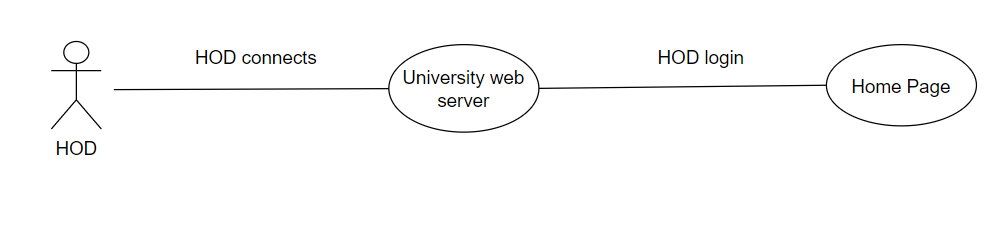 HOD connects
HOD login
University web
server
Home Page
HOD